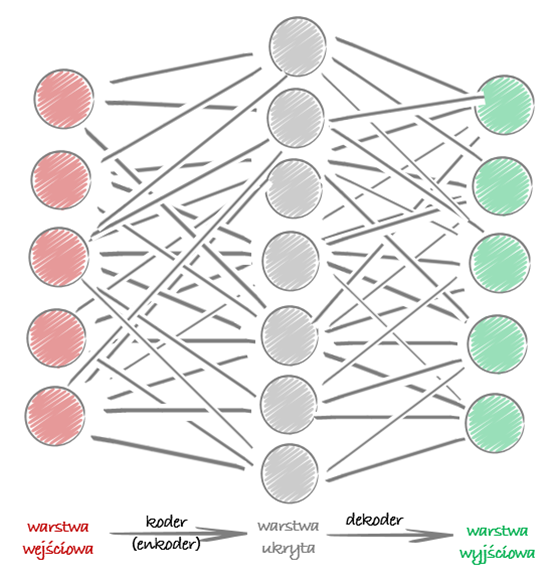 warstwa
wejściowa
koder
(enkoder)
warstwa
ukryta
dekoder
warstwa
wyjściowa